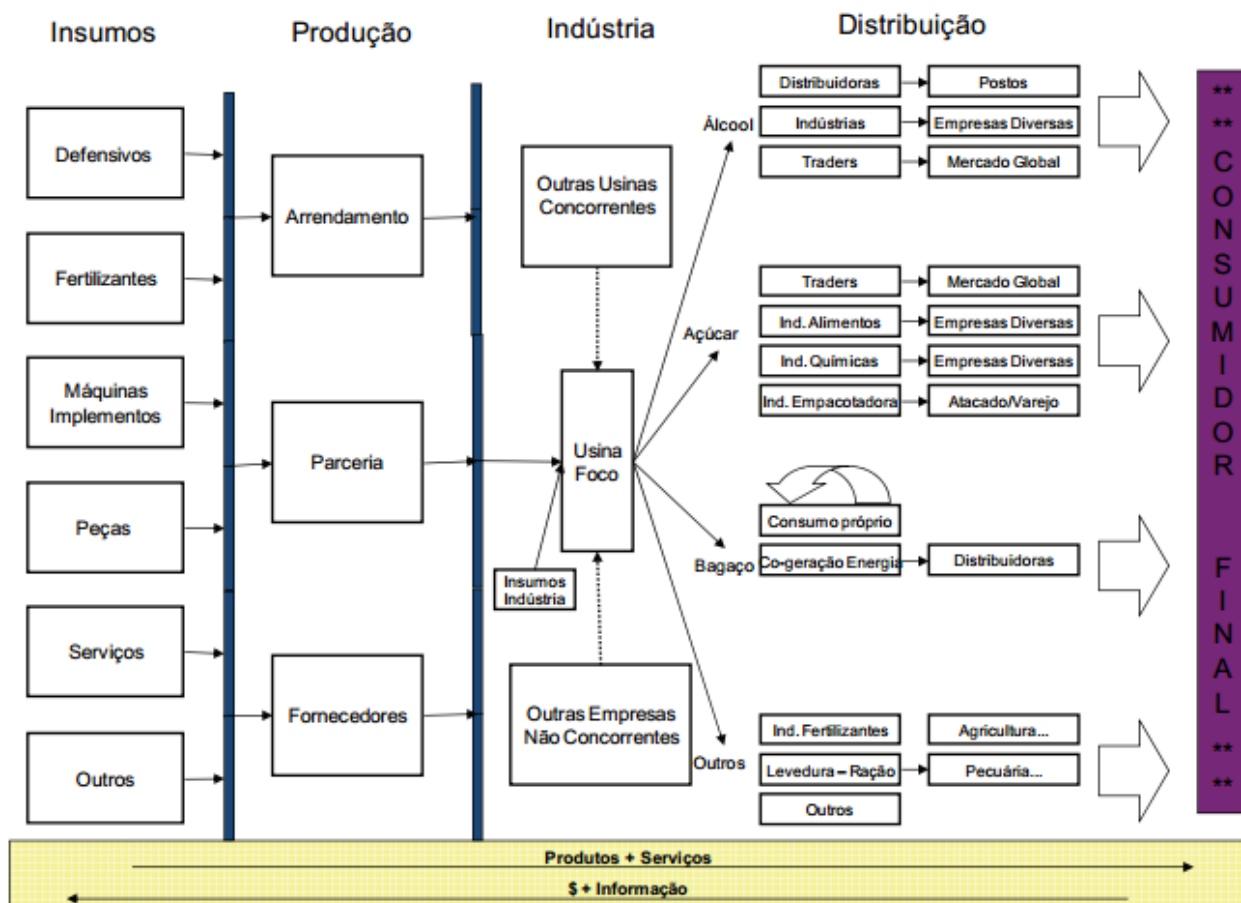 Insumos
Produção
Indústria
Distribuição
Defensivos
Fertilizantes
Máquinas
Implementos
Peças
Serviços
Outros
Arrendamento
Parceria
Fornecedores
Outras Usinas
Concorrentes
Usina
Foco
Insumos
Indústria
Outras Empresas
Não Concorrentes
Álcool
Distribuidoras
Postos
Indústrias
Empresas Diversas
Traders
Mercado Global
Açúcar
Traders
Mercado Global
Ind. Alimentos
Empresas Diversas
Ind. Químicas
Empresas Diversas
Ind. Empacotadora
Atacado/Varejo
Bagaço
Consumo próprio
Co-geração Energia
Distribuidoras
Outros
Ind. Fertilizantes
Agricultura...
Levedura – Ração
Pecuária...
Outros
** ** CONSUMIDOR FINAL ** **
Produtos + Serviços
$ + Informação